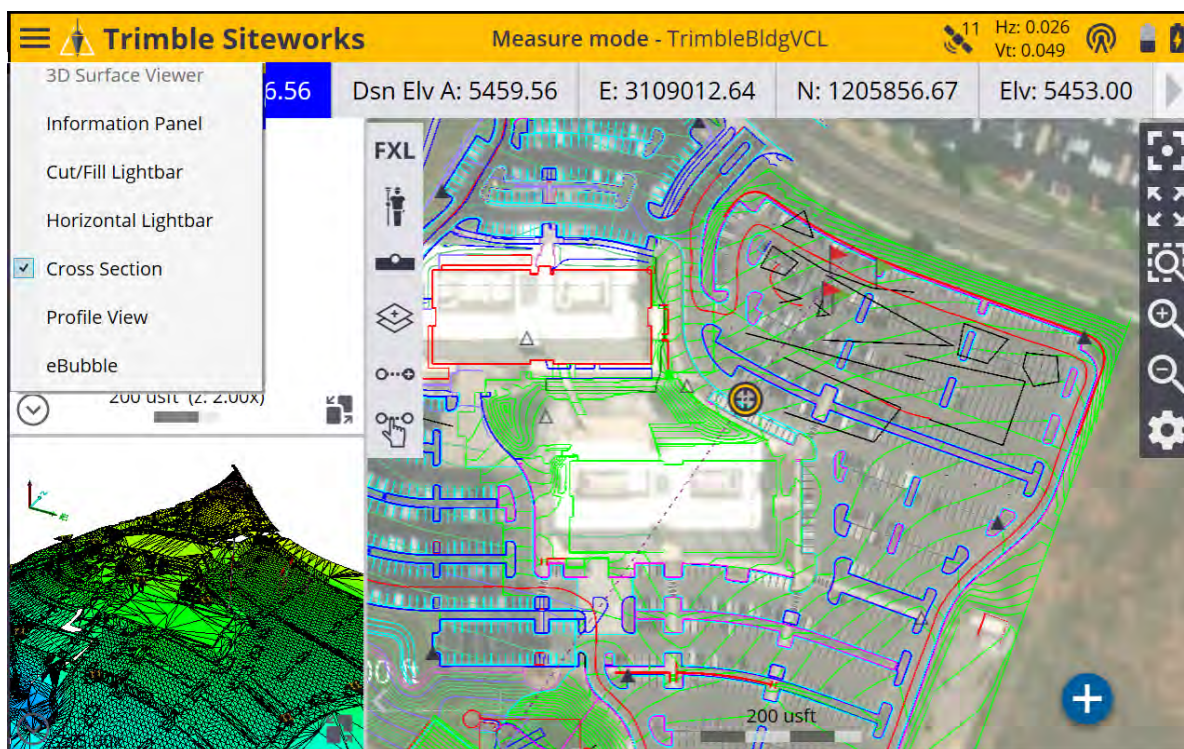 Trimble Siteworks
Measure mode - TrimbleBldgVCL
11
Hz: 0.026
Vt: 0.049
6.56
Dsn Elv A: 5459.56
E: 3109012.64
N: 1205856.67
Elv: 5453.00
3D Surface Viewer
Information Panel
Cut/Fill Lightbar
Horizontal Lightbar
Cross Section
Profile View
eBubble
200 usft (z: 2.00x)
FXL
00 ft
200 usft